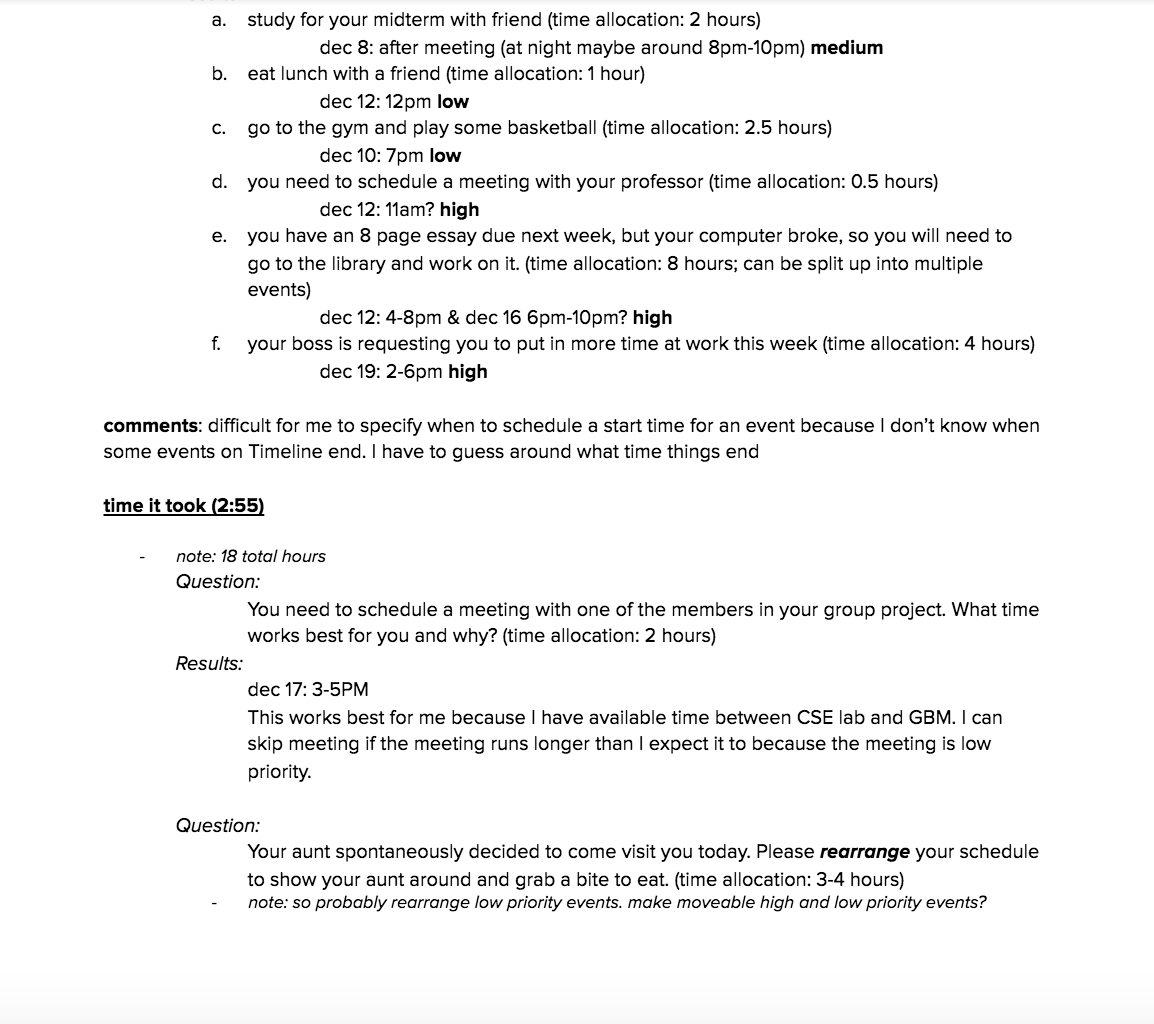 a. study for your midterm with friend (time allocation: 2 hours)
dec 8: after meeting (at night maybe around 8pm-10pm) medium
b. eat lunch with a friend (time allocation: 1 hour)
dec 12: 12pm low
c. go to the gym and play some basketball (time allocation: 2.5 hours)
dec 10: 7pm low
d. you need to schedule a meeting with your professor (time allocation: 0.5 hours)
dec 12: 11am? high
e. you have an 8 page essay due next week, but your computer broke, so you will need to
go to the library and work on it. (time allocation: 8 hours; can be split up into multiple
events)
dec 12: 4-8pm & dec 16 6pm-10pm? high
f. your boss is requesting you to put in more time at work this week (time allocation: 4 hours)
dec 19: 2-6pm high
comments: difficult for me to specify when to schedule a start time for an event because I don’t know when
some events on Timeline end. I have to guess around what time things end
time it took (2:55)
- note: 18 total hours
Question:
You need to schedule a meeting with one of the members in your group project. What time
works best for you and why? (time allocation: 2 hours)
Results:
dec 17: 3-5PM
This works best for me because I have available time between CSE lab and GBM. I can
skip meeting if the meeting runs longer than I expect it to because the meeting is low
priority.
Question:
Your aunt spontaneously decided to come visit you today. Please rearrange your schedule
to show your aunt around and grab a bite to eat. (time allocation: 3-4 hours)
- note: so probably rearrange low priority events. make moveable high and low priority events?